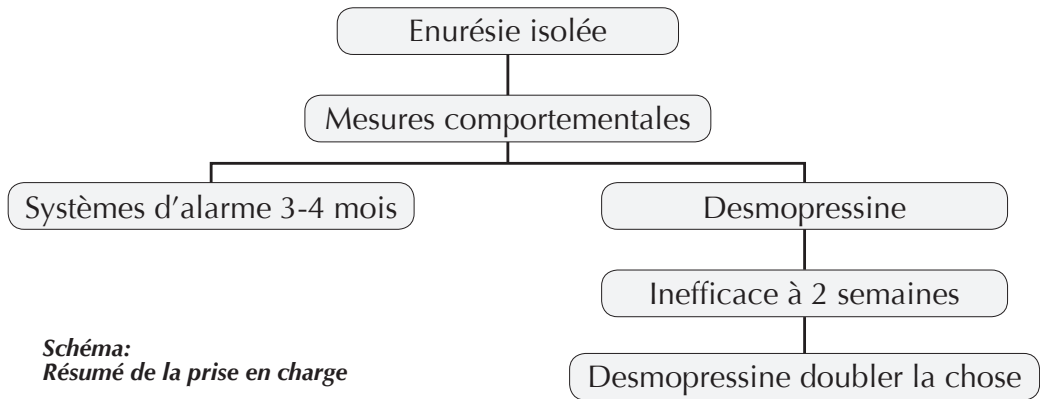 Enurésie isolée
Mesures comportementales
Systèmes d'alarme 3-4 mois
Desmopressine
Inefficace à 2 semaines
Desmopressine doubler la chose
Schéma:
Résumé de la prise en charge